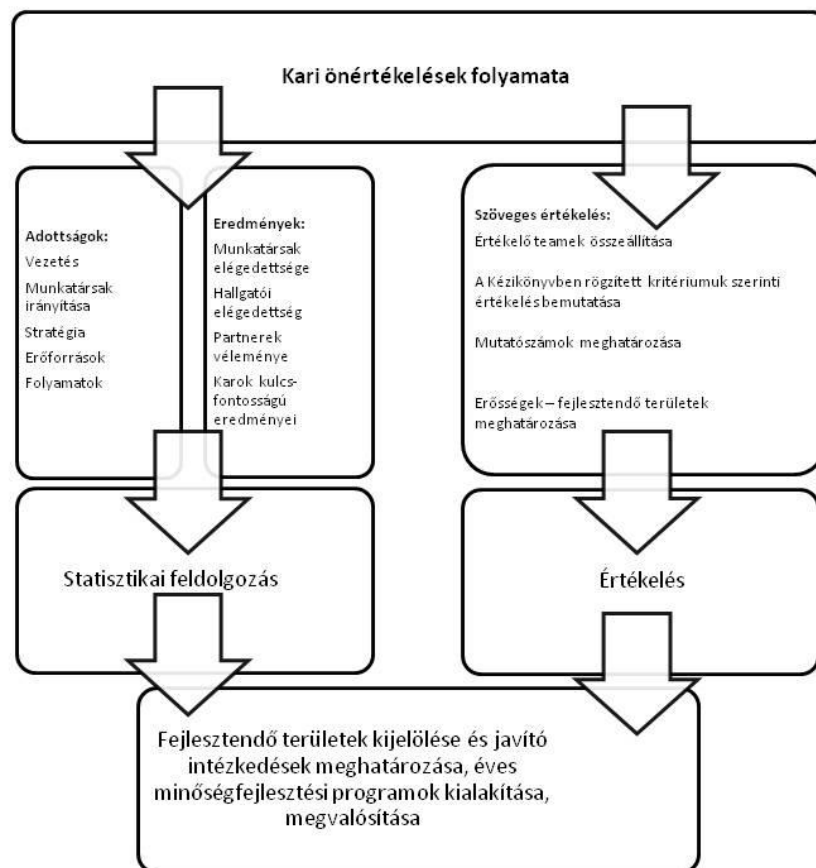 Kari önértékelések folyamata
Adottságok:
Vezetés
Munkatársak
irányítása
Stratégia
Erőforrások
Folyamatok
Eredmények:
Munkatársak
elégedettsége
Hallgatói
elégedettség
Partnerek
véleménye
Karok kulcs-
fontosságú
eredményei
Szöveges értékelés:
Értékelő teamek összeállítása
A Kézikönyvben rögzített kritériumuk szerinti
értékelés bemutatása
Mutatószámok meghatározása
Erősségek – fejlesztendő területek
meghatározása
Statisztikai feldolgozás
Értékelés
Fejlesztendő területek kijelölése és javító
intézkedések meghatározása, éves
minőségfejlesztési programok kialakítása,
megvalósítása